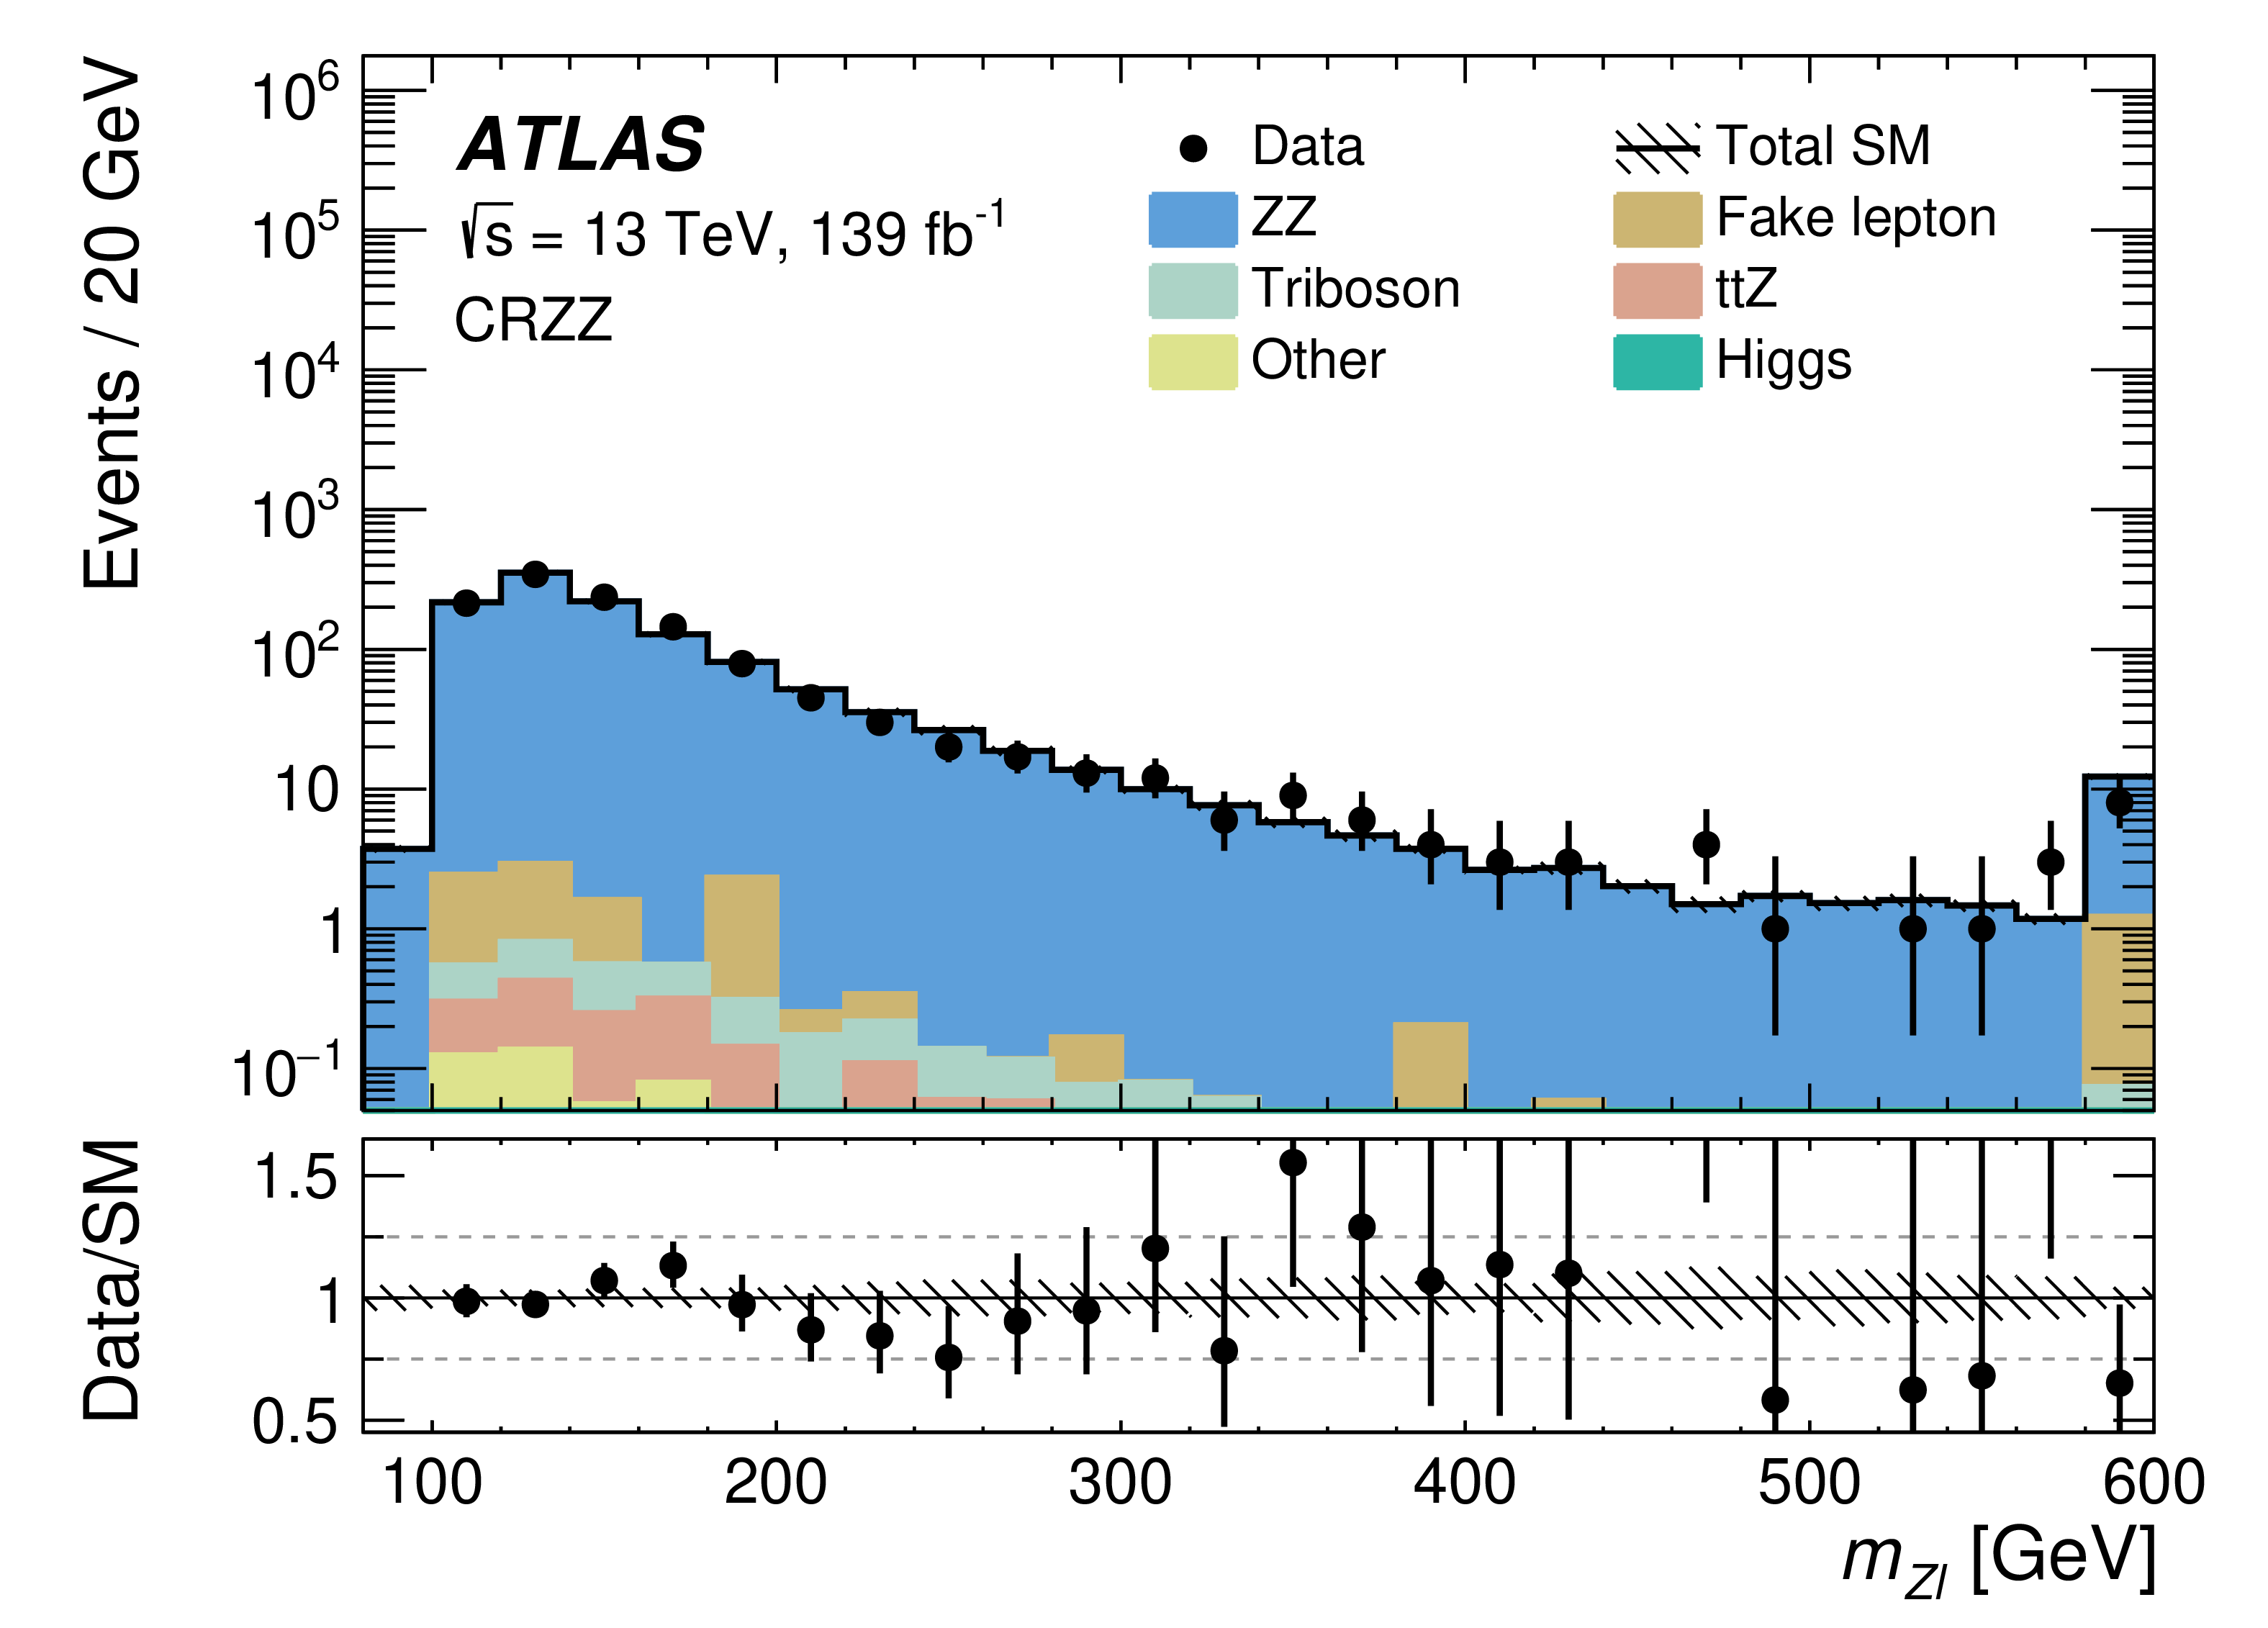 ATLAS
√s = 13 TeV, 139 fb⁻¹
CRZZ
Data
Total SM
ZZ
Fake lepton
Triboson
ttZ
Other
Higgs
Events / 20 GeV
10⁶
10⁵
10⁴
10³
10²
10
1
10⁻¹
Data/SM
1.5
1
0.5
100 200 300 400 500 600
m_Zl [GeV]